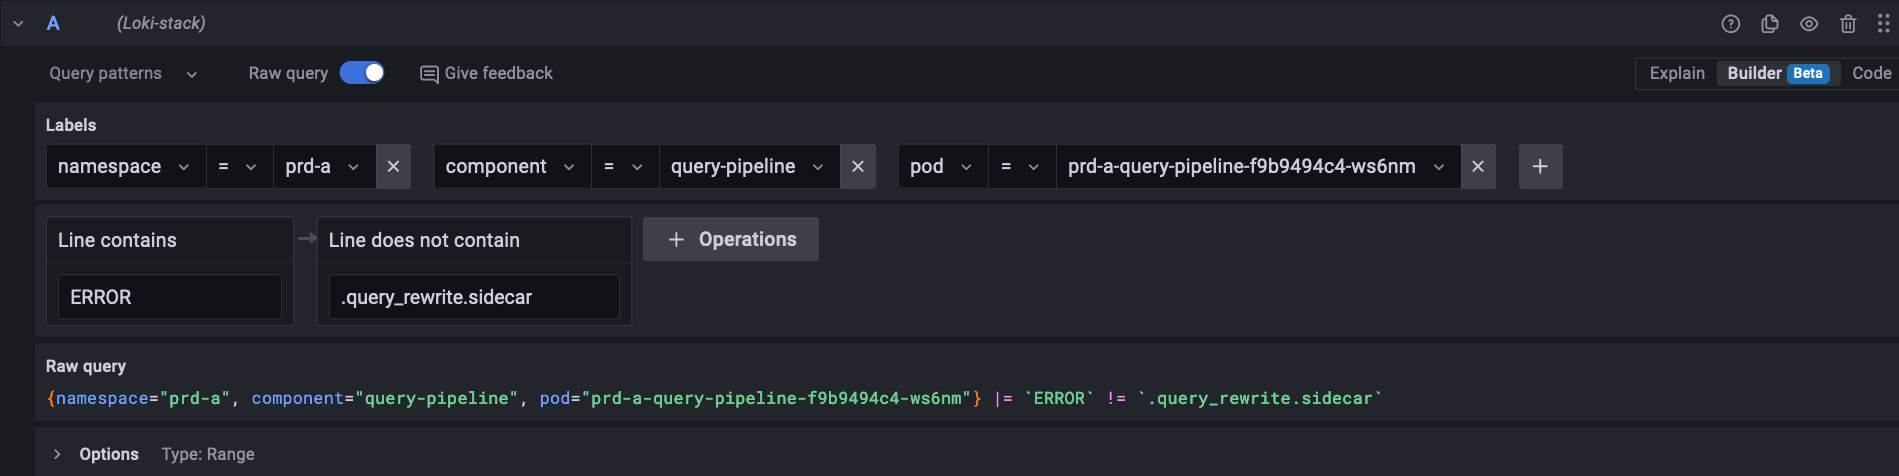 A (Loki-stack)
Query patterns Raw query Give feedback Explain Builder Beta Code
Labels
namespace = prd-a component = query-pipeline pod = prd-a-query-pipeline-f9b9494c4-ws6nm
Line contains Line does not contain + Operations
ERROR .query_rewrite.sidecar
Raw query
{namespace="prd-a", component="query-pipeline", pod="prd-a-query-pipeline-f9b9494c4-ws6nm"} |= `ERROR` != `.query_rewrite.sidecar`
Options Type: Range